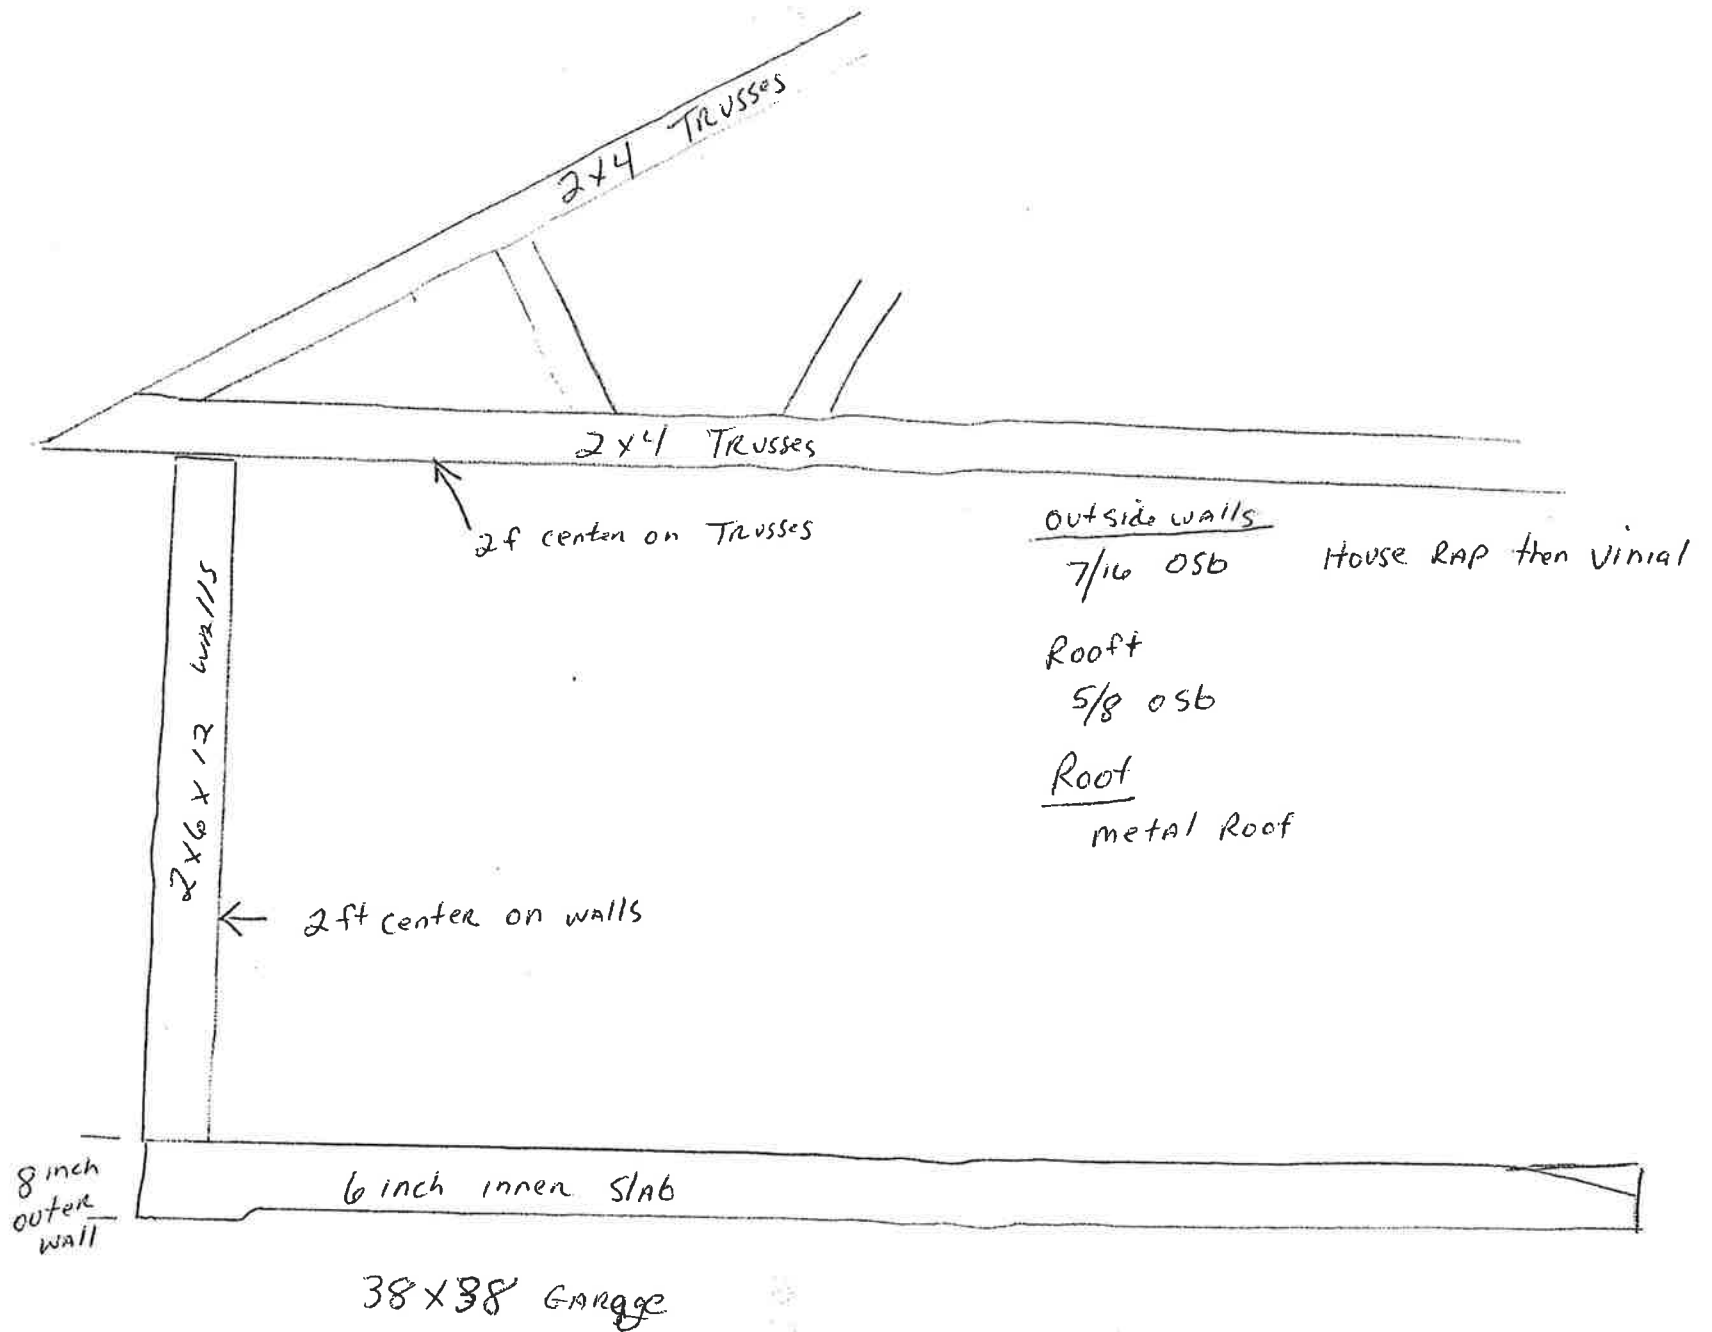 2x4 Trusses
2x4 Trusses
2f center on Trusses
outside walls
7/16 OSb
House RAP then Vinial
Rooft
5/8 OSb
Roof
metAl Roof
2x6x12 walls
2ft center on walls
8 inch
outer
wall
6 inch inner SlAb
38x38 GARage